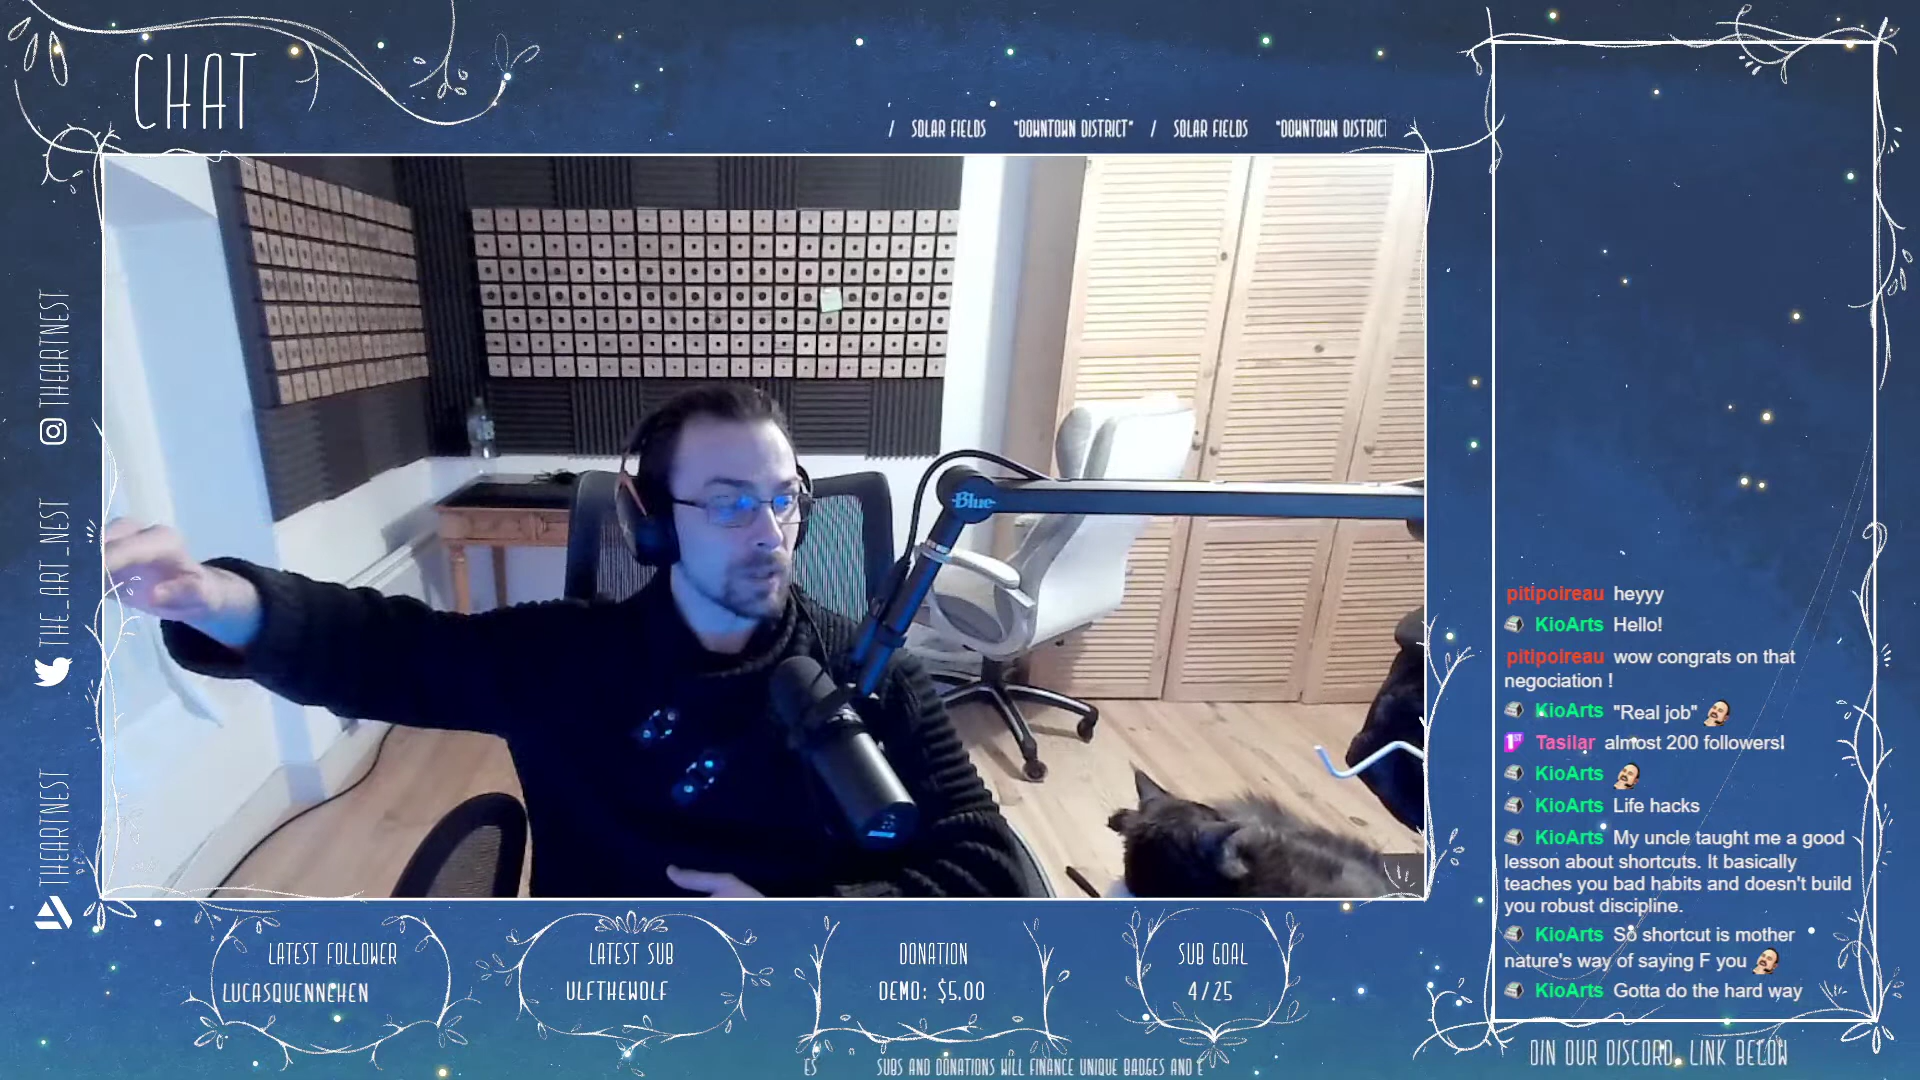 CHAT
/ SOLAR FIELDS "DOWNTOWN DISTRICT" / SOLAR FIELDS "DOWNTOWN DISTRICT
THEARTNEST
THE_ART_NEST
THEARTNEST
Blue
pitipoireau heyyy
KioArts Hello!
pitipoireau wow congrats on that
negociation !
KioArts "Real job"
1ST Tasilar almost 200 followers!
KioArts
KioArts Life hacks
KioArts My uncle taught me a good
lesson about shortcuts. It basically
teaches you bad habits and doesn't build
you robust discipline.
KioArts So shortcut is mother
nature's way of saying F you
KioArts Gotta do the hard way
LATEST FOLLOWER
LUCASQUENNEHEN
LATEST SUB
ULFTHEWOLF
DONATION
DEMO: $5.00
SUB GOAL
4/25
ES SUBS AND DONATIONS WILL FINANCE UNIQUE BADGES AND E
OIN OUR DISCORD, LINK BELOW